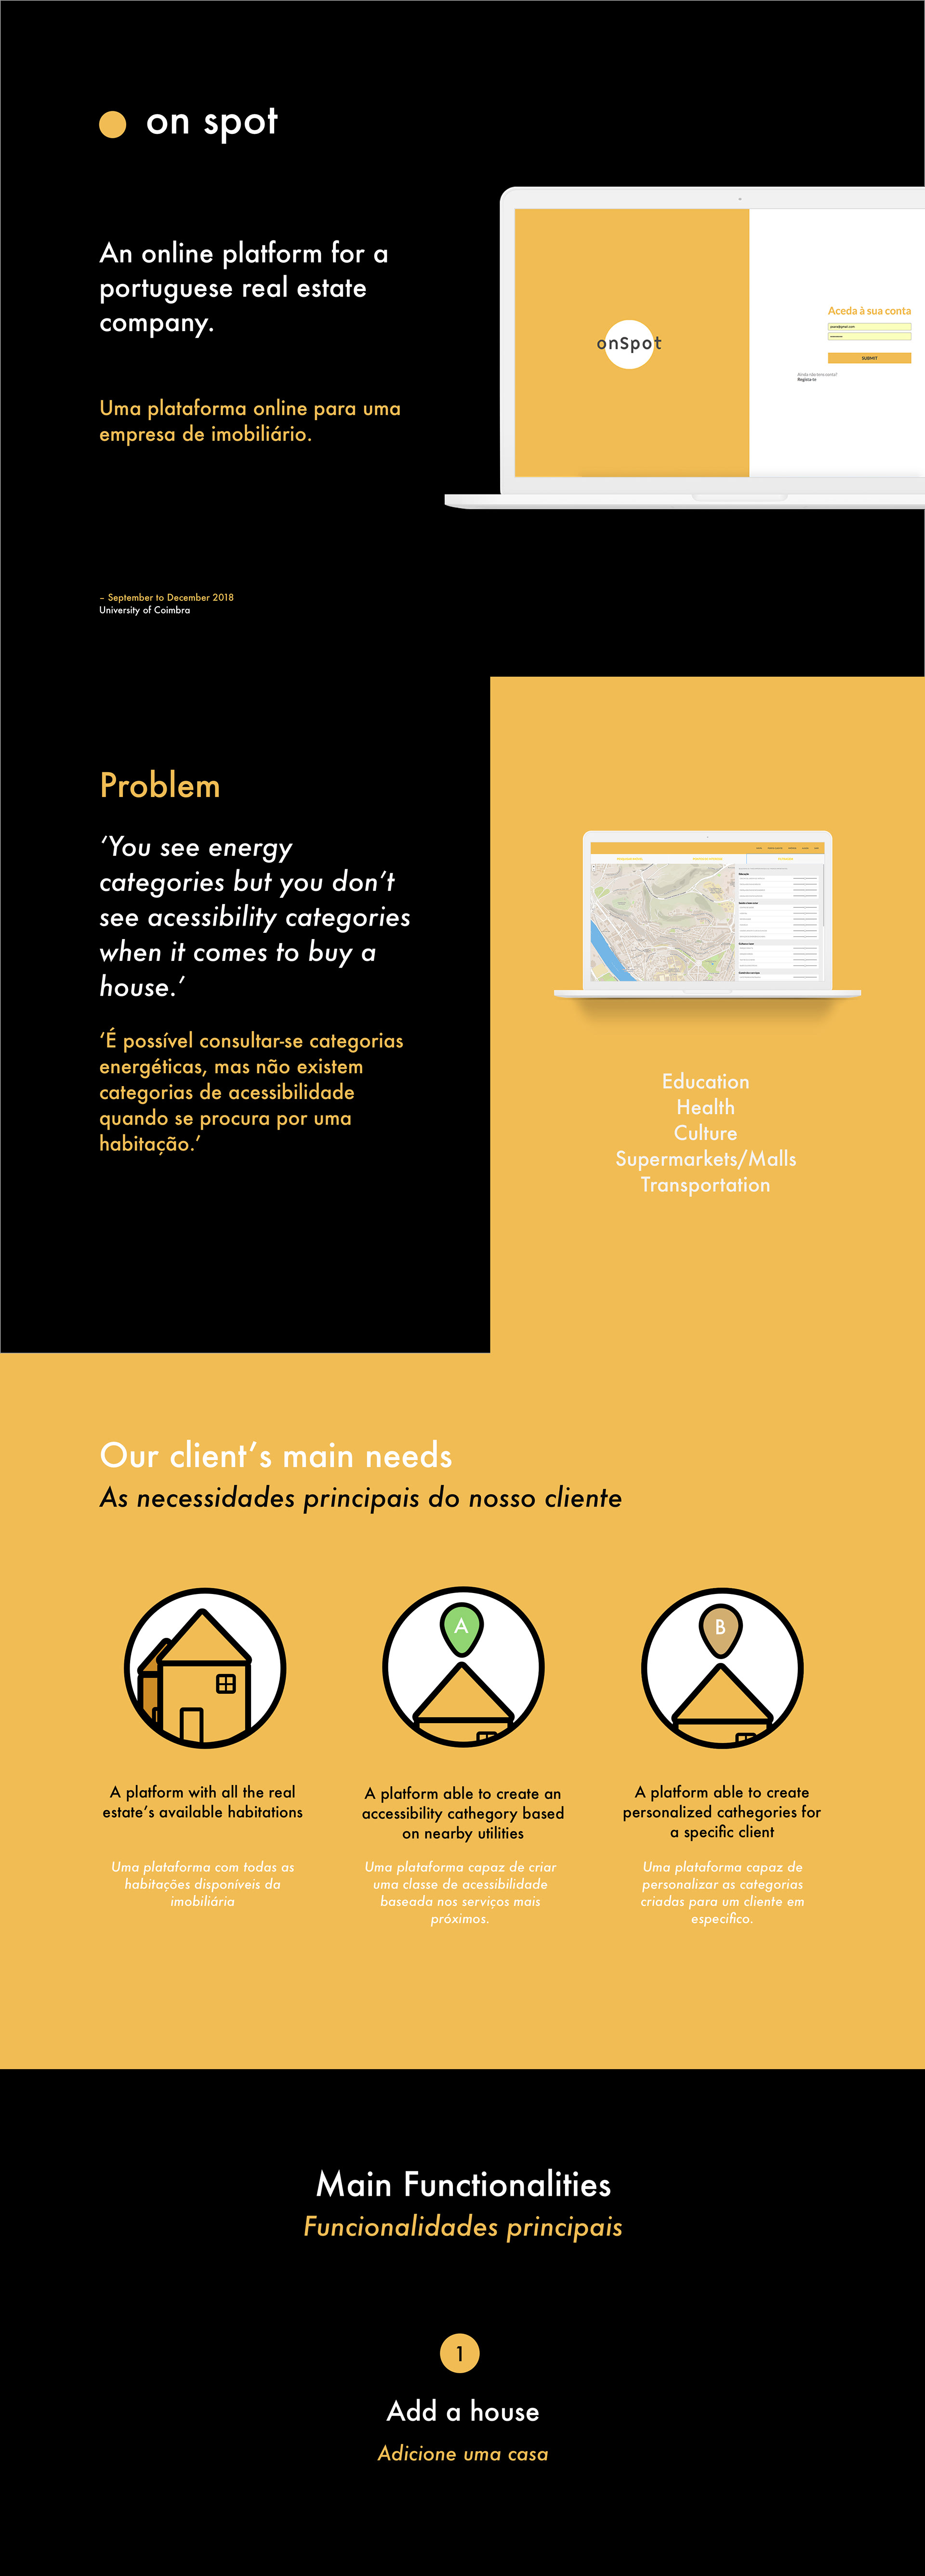 on spot
An online platform for a
portuguese real estate
company.
Uma plataforma online para uma
empresa de imobiliário.
onSpot
Aceda à sua conta
SUBMIT
Ainda não tens conta?
Regista-te
– September to December 2018
University of Coimbra
Problem
‘You see energy
categories but you don’t
see acessibility categories
when it comes to buy a
house.’
‘É possível consultar-se categorias
energéticas, mas não existem
categorias de acessibilidade
quando se procura por uma
habitação.’
Education
Health
Culture
Supermarkets/Malls
Transportation
Our client’s main needs
As necessidades principais do nosso cliente
A
B
A platform with all the real
estate’s available habitations
Uma plataforma com todas as
habitações disponíveis da
imobiliária
A platform able to create an
accessibility cathegory based
on nearby utilities
Uma plataforma capaz de criar
uma classe de acessibilidade
baseada nos serviços mais
próximos.
A platform able to create
personalized cathegories for
a specific client
Uma plataforma capaz de
personalizar as categorias
criadas para um cliente em
especifico.
Main Functionalities
Funcionalidades principais
1
Add a house
Adicione uma casa